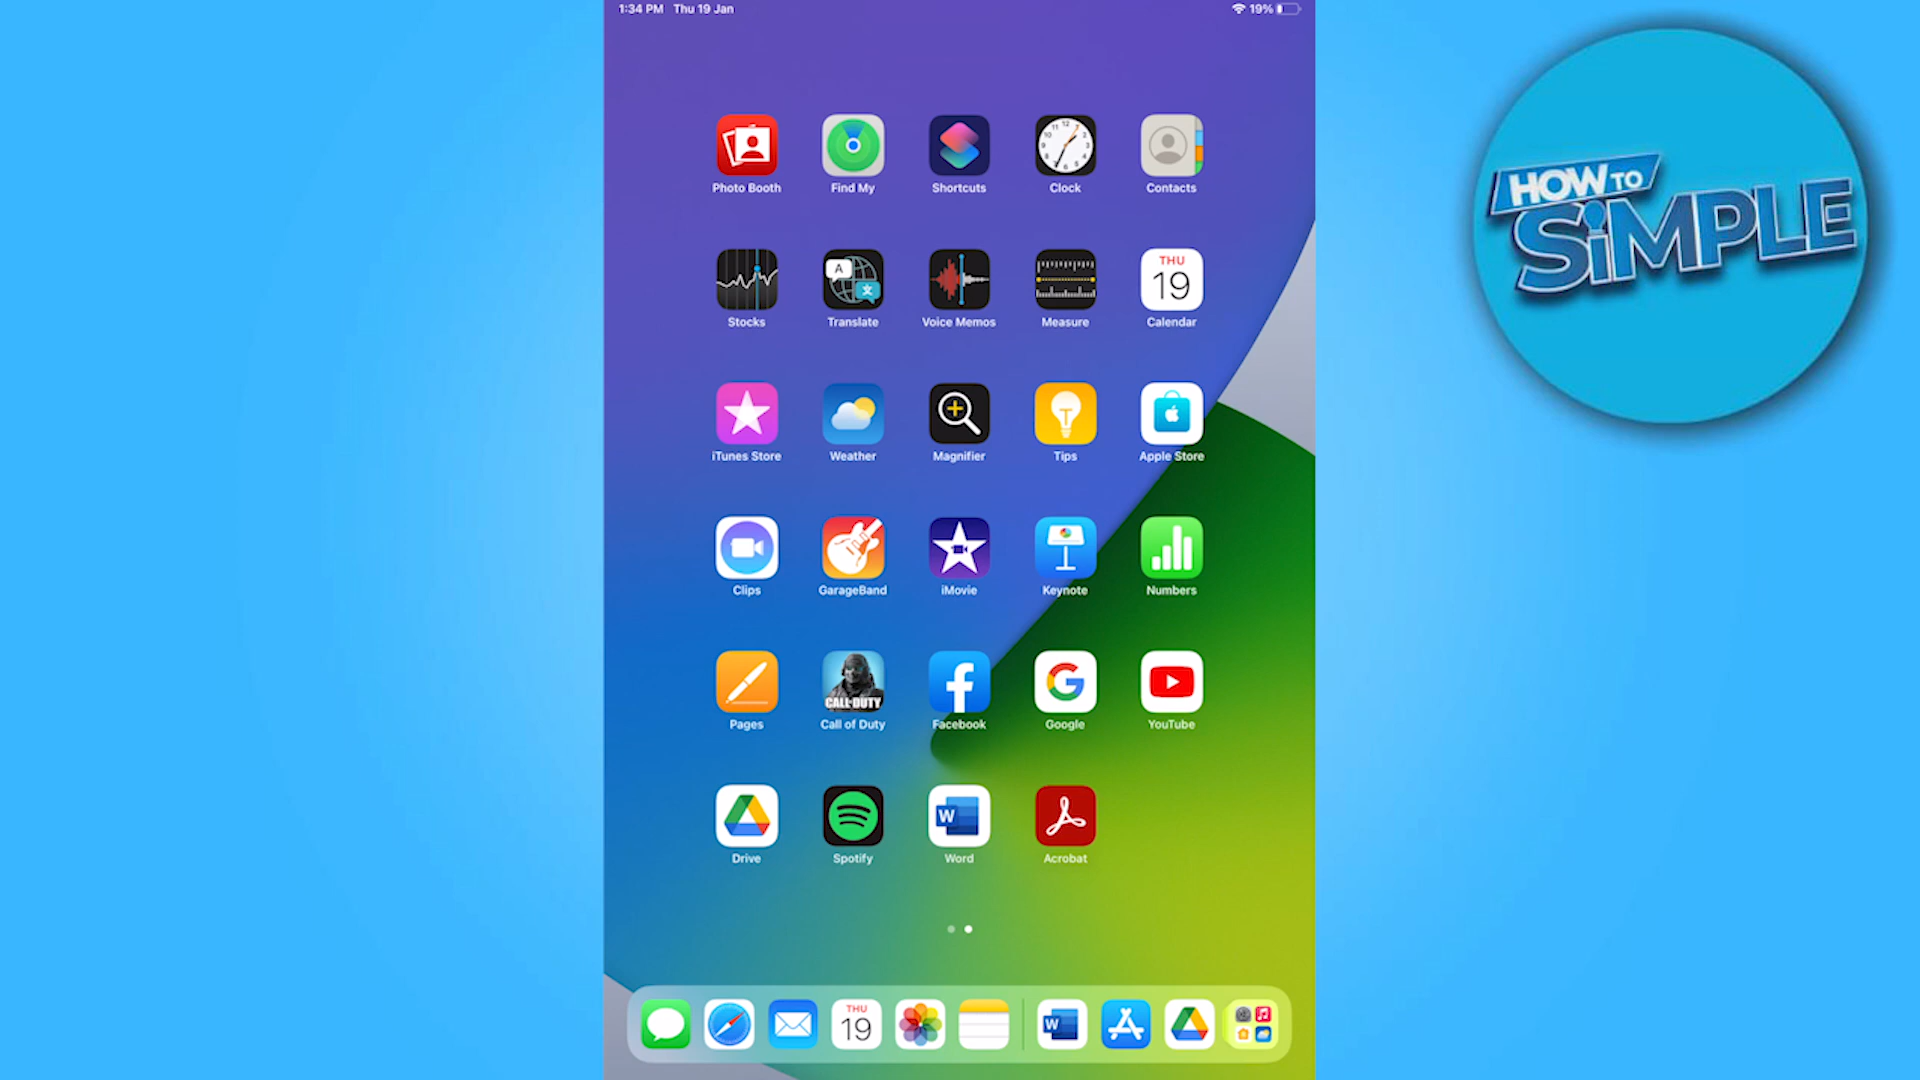 1:34 PM Thu 19 Jan
19%
HOW TO
SiMPLE
Photo Booth
Find My
Shortcuts
Clock
Contacts
A
文
THU
19
Stocks
Translate
Voice Memos
Measure
Calendar
iTunes Store
Weather
Magnifier
Tips
Apple Store
Clips
GarageBand
iMovie
Keynote
Numbers
CALL OF DUTY
Pages
Call of Duty
Facebook
Google
YouTube
W
Drive
Spotify
Word
Acrobat
THU
19
W